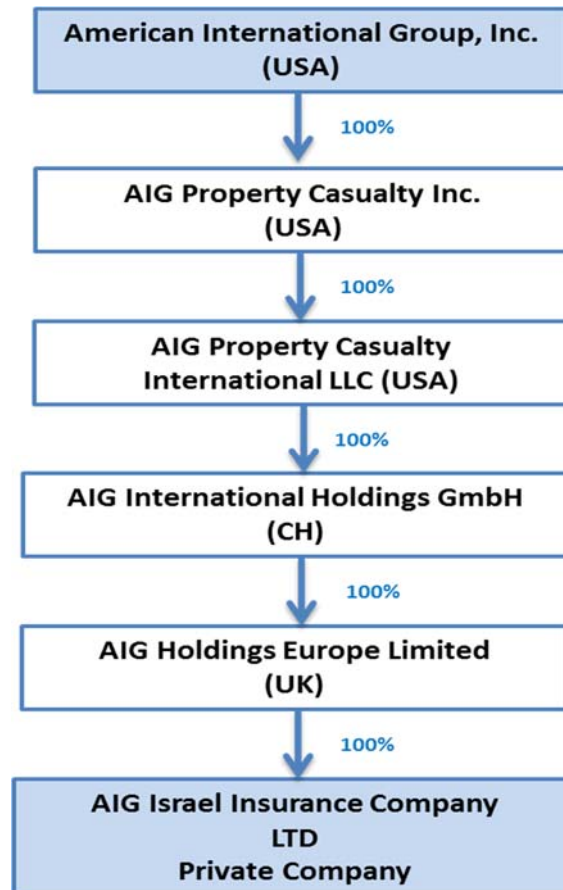 American International Group, Inc.
(USA)
100%
AIG Property Casualty Inc.
(USA)
100%
AIG Property Casualty
International LLC (USA)
100%
AIG International Holdings GmbH
(CH)
100%
AIG Holdings Europe Limited
(UK)
100%
AIG Israel Insurance Company
LTD
Private Company